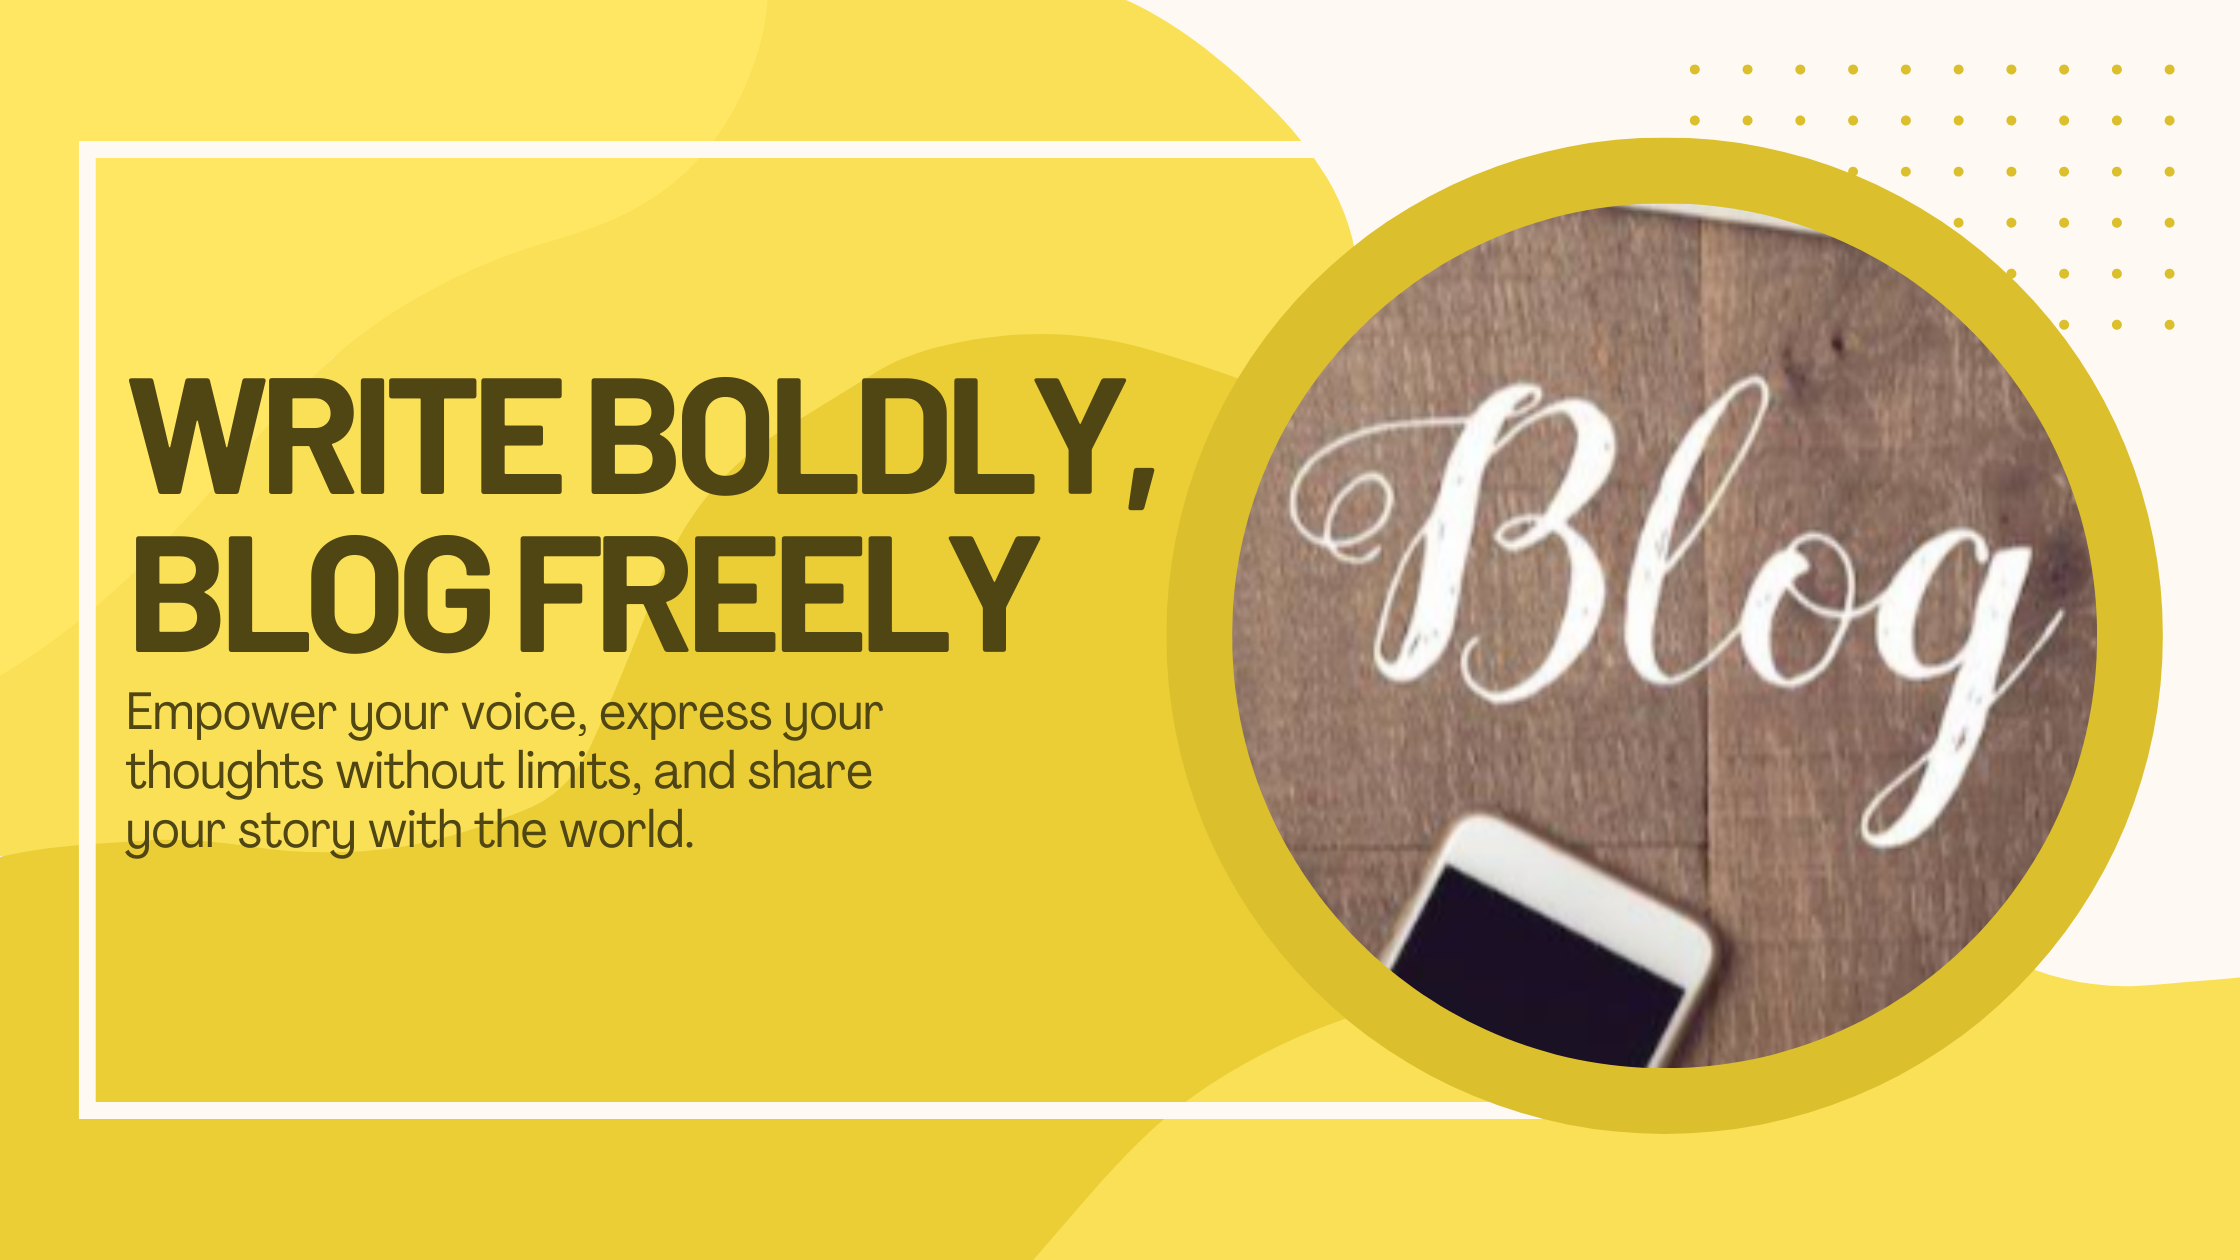 WRITE BOLDLY,
BLOG FREELY
Empower your voice, express your
thoughts without limits, and share
your story with the world.
Blog